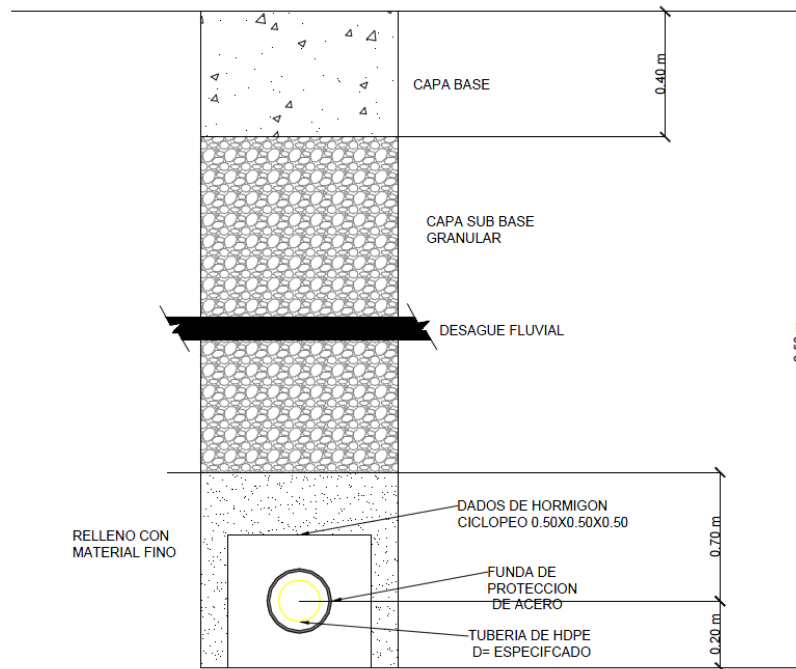 CAPA BASE
0.40 m
CAPA SUB BASE
GRANULAR
DESAGUE FLUVIAL
DADOS DE HORMIGON
CICLOPEO 0.50X0.50X0.50
RELLENO CON
MATERIAL FINO
0.70 m
FUNDA DE
PROTECCION
DE ACERO
TUBERIA DE HDPE
D= ESPECIFCADO
0.20 m